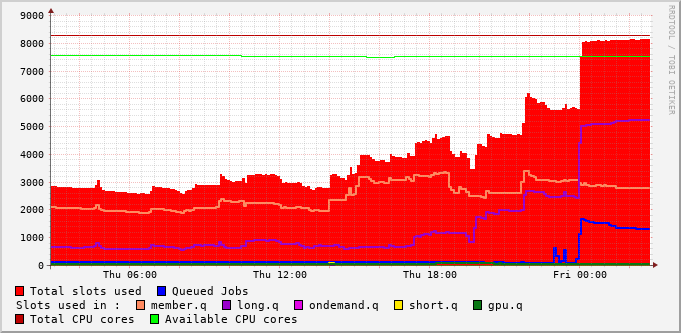 9000
8000
7000
6000
5000
4000
3000
2000
1000
0
Thu 06:00 Thu 12:00 Thu 18:00 Fri 00:00
RRDTOOL / TOBI OETIKER
Total slots used Queued Jobs
Slots used in : member.q long.q ondemand.q short.q gpu.q
Total CPU cores Available CPU cores